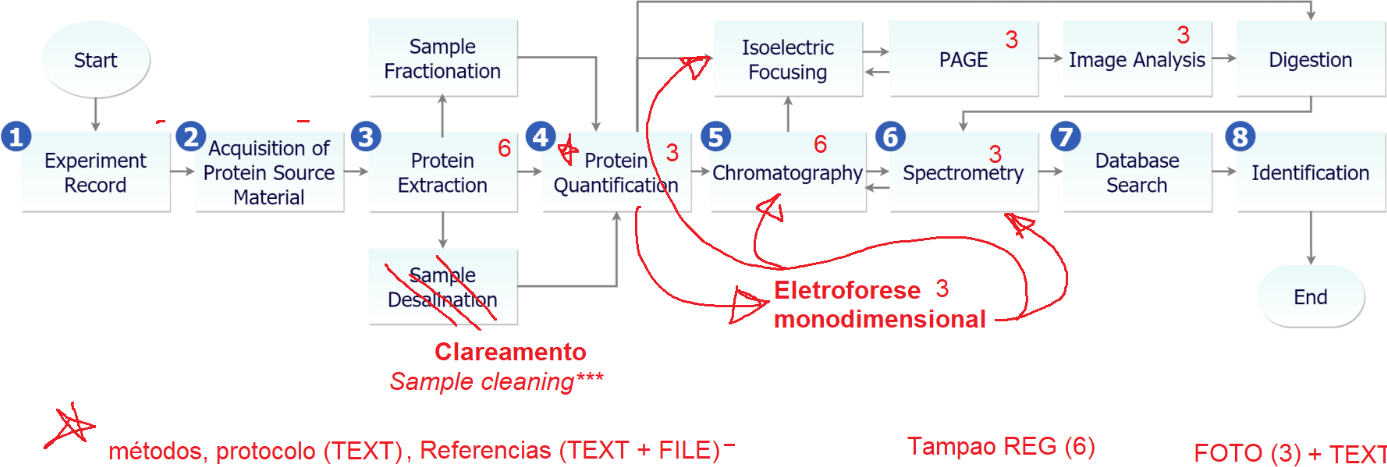 Start
Sample
Fractionation
Isoelectric
Focusing
PAGE
3
Image Analysis
3
Digestion
1
Experiment
Record
2
Acquisition of
Protein Source
Material
3
Protein
Extraction
6
4
Protein
Quantification
3
5
Chromatography
6
6
Spectrometry
3
7
Database
Search
8
Identification
Sample
Desalination
Eletroforese 3
monodimensional
End
Clareamento
Sample cleaning***
métodos, protocolo (TEXT), Referencias (TEXT + FILE)
Tampao REG (6)
FOTO (3) + TEXT